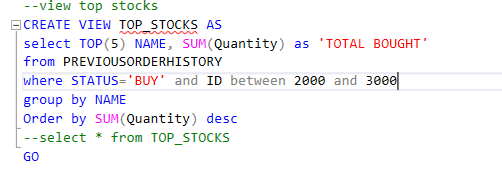 --view top stocks
CREATE VIEW TOP_STOCKS AS
select TOP(5) NAME, SUM(Quantity) as 'TOTAL BOUGHT'
from PREVIOUSORDERHISTORY
where STATUS='BUY' and ID between 2000 and 3000
group by NAME
Order by SUM(Quantity) desc
--select * from TOP_STOCKS
GO